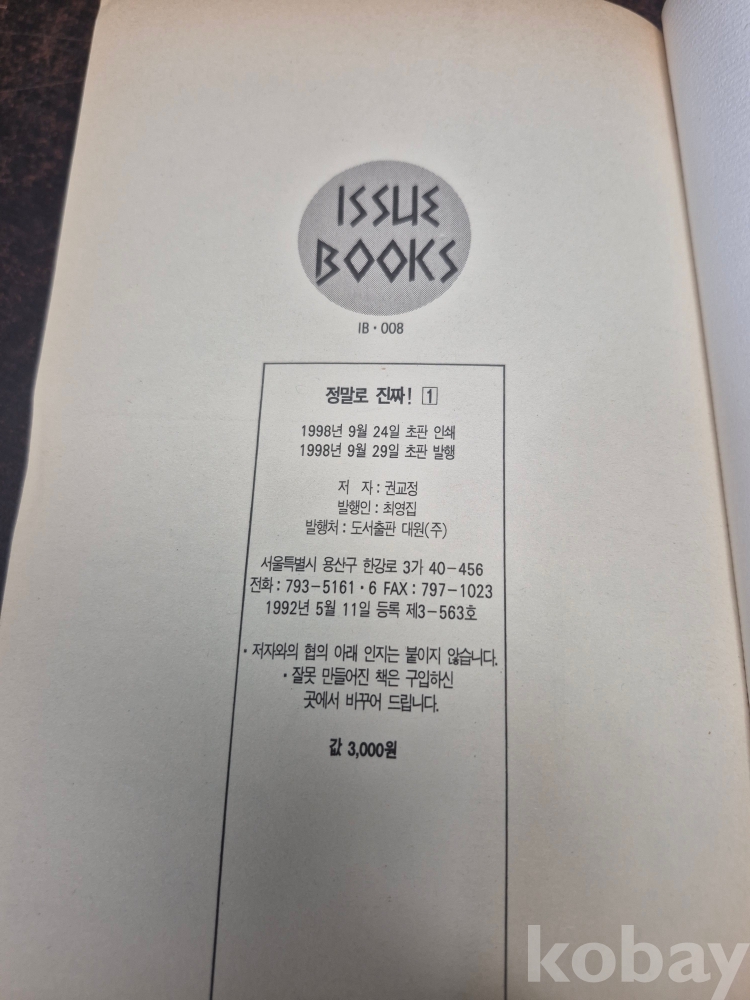 ISSUE
BOOKS
IB・008
정말로 진짜! 1
1998년 9월 24일 초판 인쇄
1998년 9월 29일 초판 발행
저 자 : 권교정
발행인 : 최영집
발행처 : 도서출판 대원(주)
서울특별시 용산구 한강로 3가 40-456
전화 : 793-5161・6 FAX : 797-1023
1992년 5월 11일 등록 제3-563호
・저자와의 협의 아래 인지는 붙이지 않습니다.
・잘못 만들어진 책은 구입하신
곳에서 바꾸어 드립니다.
값 3,000원
kobay